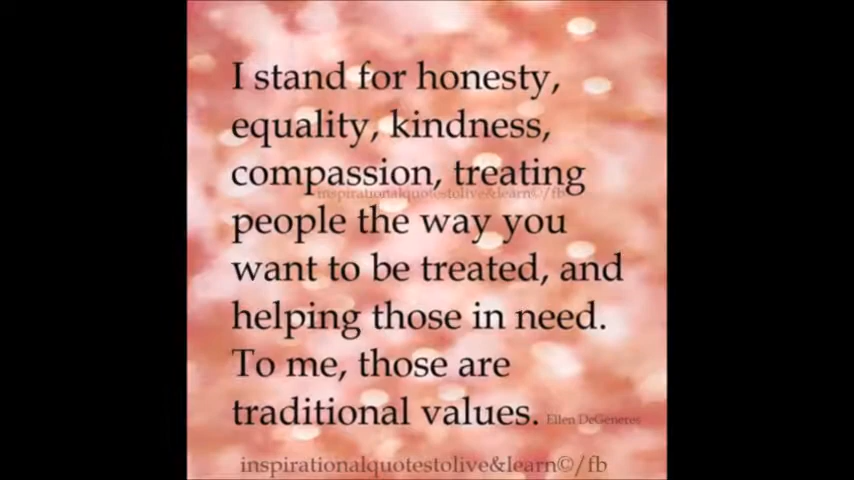 I stand for honesty,
equality, kindness,
compassion, treating
inspirationalquotestolive&learn©/fb
people the way you
want to be treated, and
helping those in need.
To me, those are
traditional values. Ellen DeGeneres
inspirationalquotestolive&learn©/fb